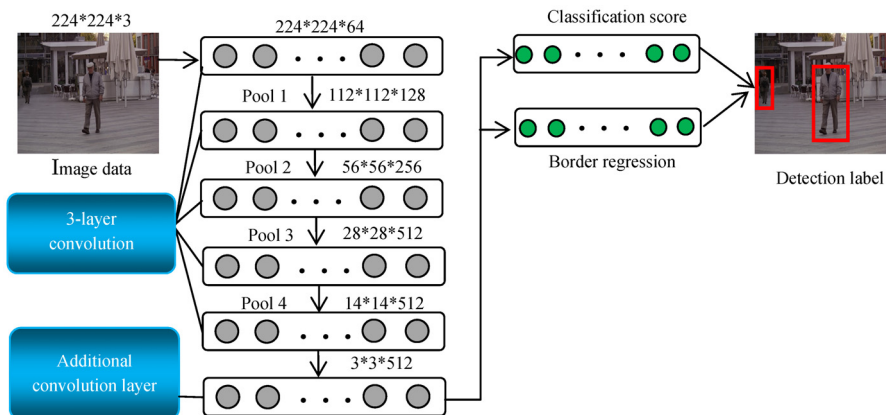 224*224*3
224*224*64
Classification score
Pool 1
112*112*128
Image data
Pool 2
56*56*256
Border regression
Detection label
3-layer
convolution
Pool 3
28*28*512
Pool 4
14*14*512
Additional
convolution layer
3*3*512